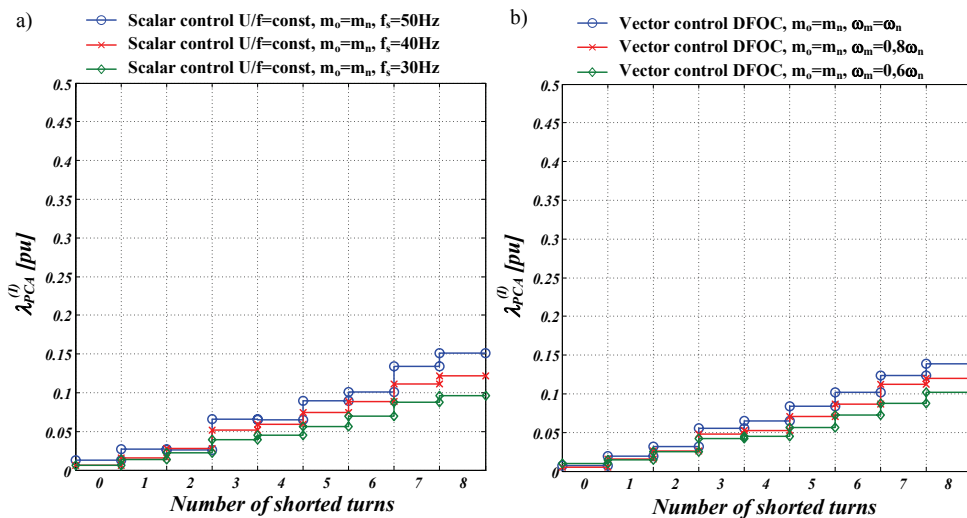 a)
Scalar control U/f=const, mₒ=mₙ, fₛ=50Hz
Scalar control U/f=const, mₒ=mₙ, fₛ=40Hz
Scalar control U/f=const, mₒ=mₙ, fₛ=30Hz
0.5
0.45
0.4
0.35
0.3
0.25
0.2
0.15
0.1
0.05
0
λ_PCA^(I) [pu]
0 1 2 3 4 5 6 7 8
Number of shorted turns
b)
Vector control DFOC, mₒ=mₙ, ωₘ=ωₙ
Vector control DFOC, mₒ=mₙ, ωₘ=0,8ωₙ
Vector control DFOC, mₒ=mₙ, ωₘ=0,6ωₙ
0.5
0.45
0.4
0.35
0.3
0.25
0.2
0.15
0.1
0.05
0
λ_PCA^(I) [pu]
0 1 2 3 4 5 6 7 8
Number of shorted turns